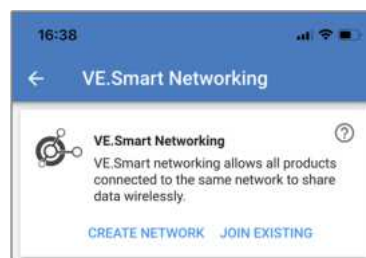 16:38
VE.Smart Networking
VE.Smart Networking
VE.Smart networking allows all products
connected to the same network to share
data wirelessly.
CREATE NETWORK JOIN EXISTING